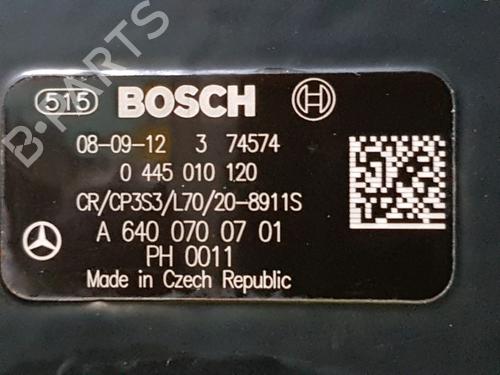 515 BOSCH
08-09-12 3 74574
0 445 010 120
CR/CP3S3/L70/20-8911S
A 640 070 07 01
PH 0011
Made in Czech Republic
B-PARTS